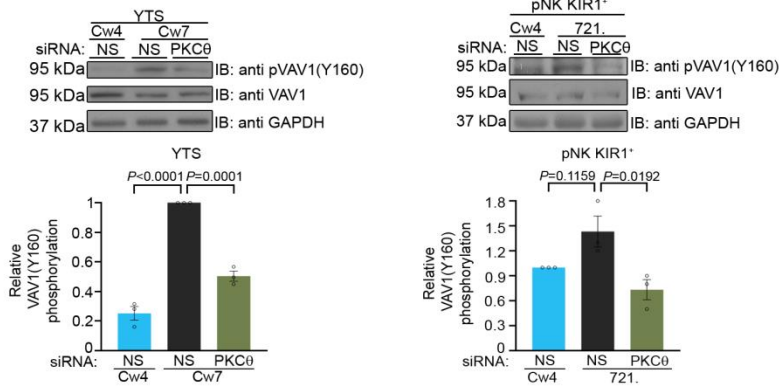 YTS
Cw4 Cw7
siRNA: NS NS PKCθ
95 kDa IB: anti pVAV1(Y160)
95 kDa IB: anti VAV1
37 kDa IB: anti GAPDH
YTS
P<0.0001 P=0.0001
Relative
VAV1(Y160)
phosphorylation
1
0.8
0.6
0.4
0.2
0
siRNA: NS NS PKCθ
Cw4 Cw7
pNK KIR1⁺
Cw4 721.
siRNA: NS NS PKCθ
95 kDa IB: anti pVAV1(Y160)
95 kDa IB: anti VAV1
37 kDa IB: anti GAPDH
pNK KIR1⁺
P=0.1159 P=0.0192
Relative
VAV1(Y160)
phosphorylation
1.8
1.5
1.2
0.9
0.6
0.3
0
siRNA: NS NS PKCθ
Cw4 721.